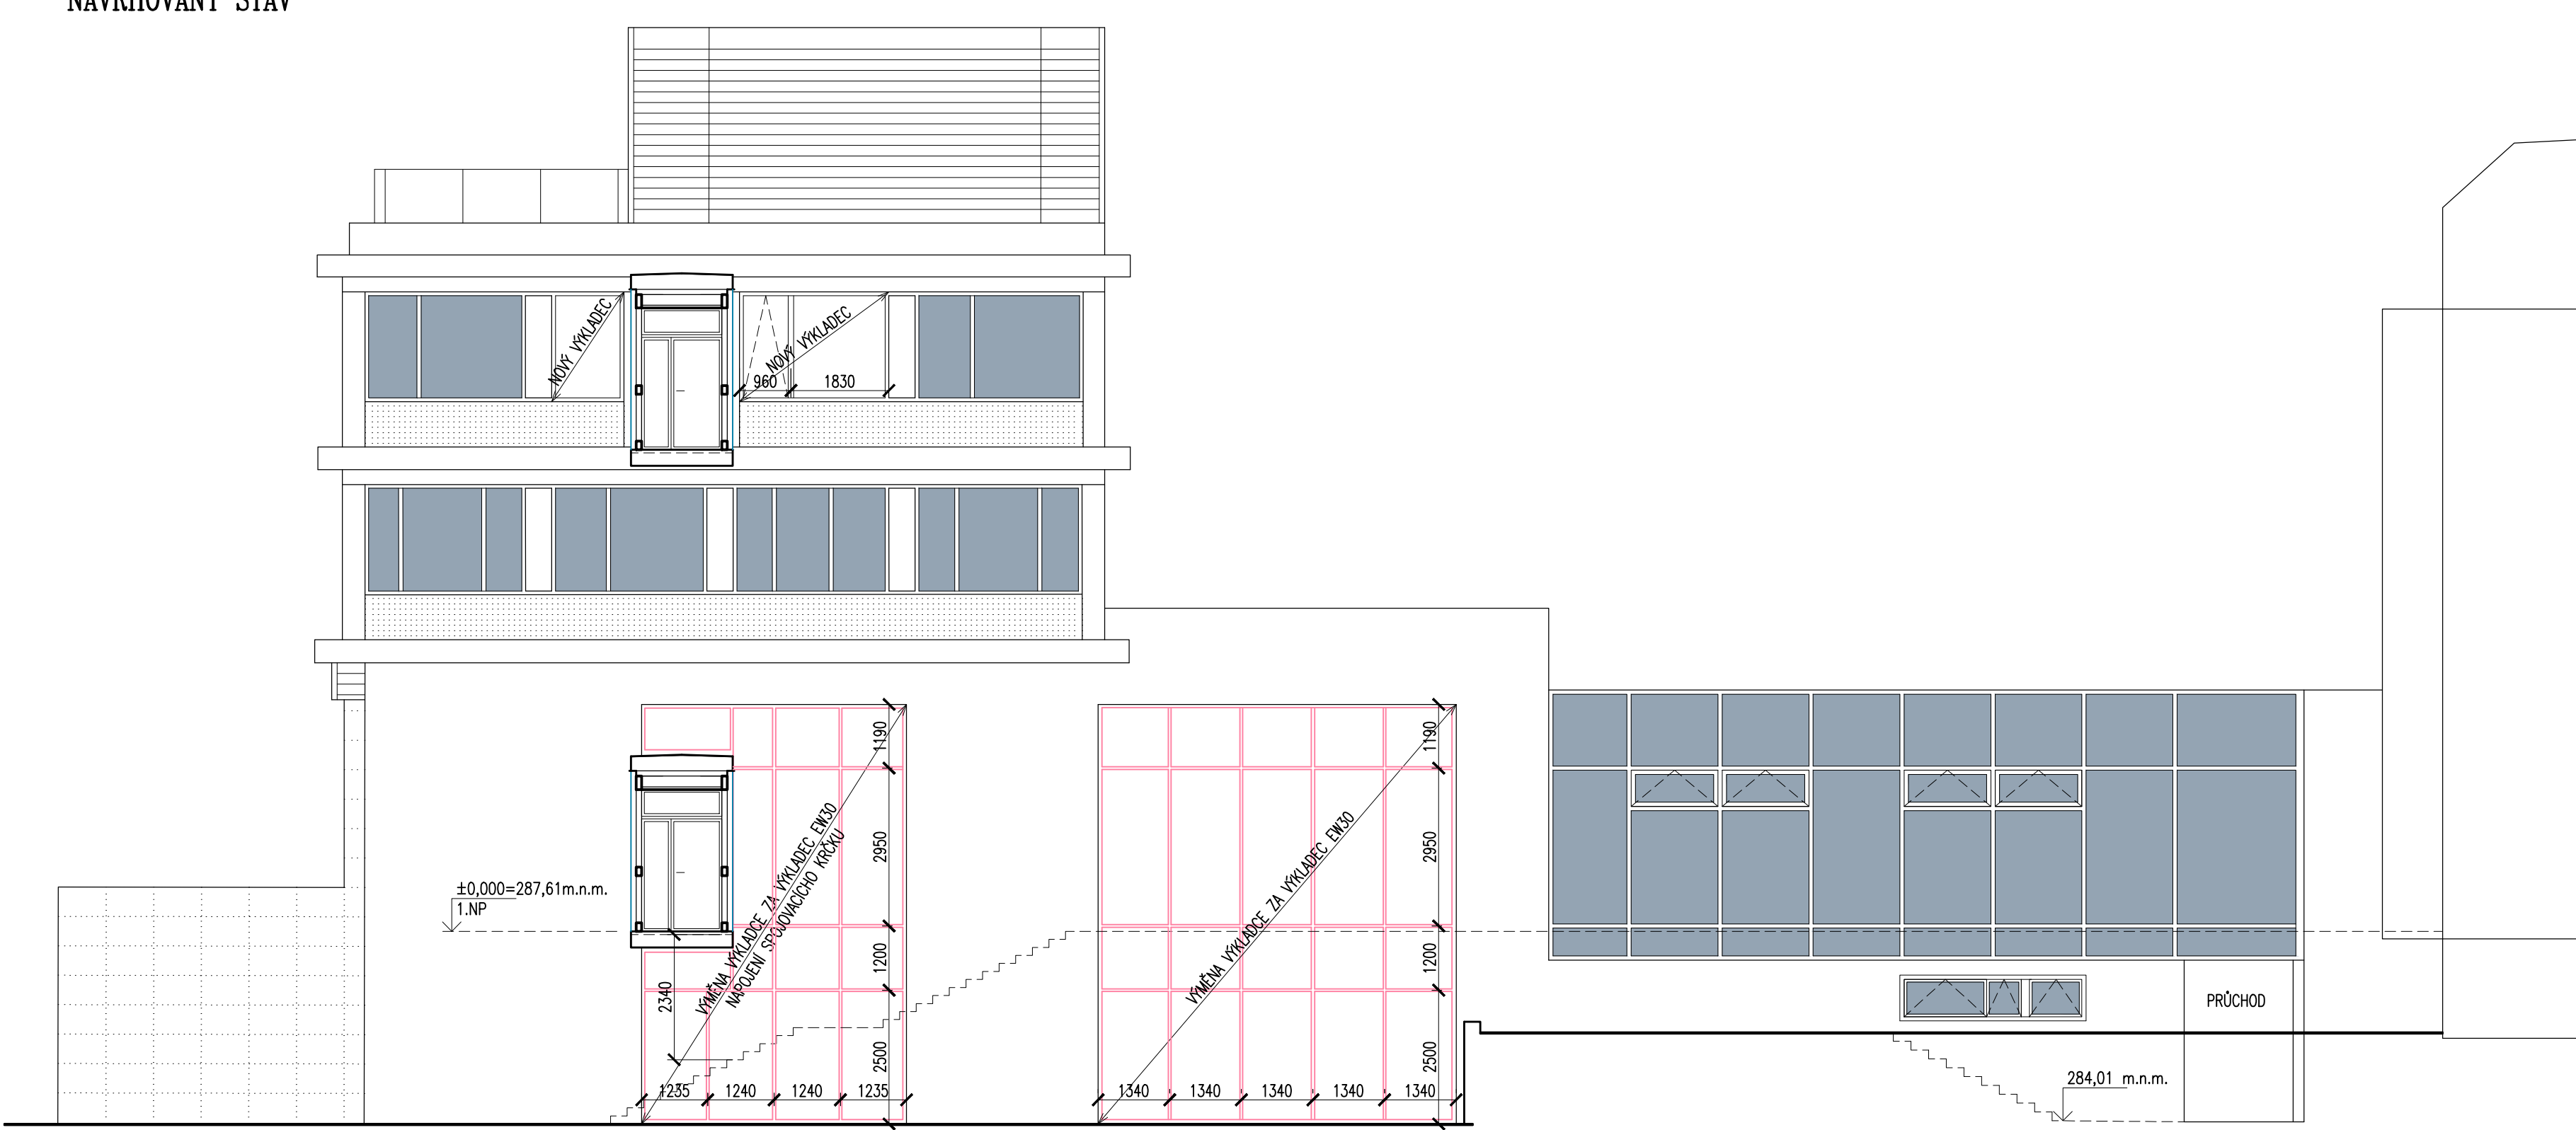 NAVRHOVANÝ STAV
NOVÝ VÝKLADEC
NOVÝ VÝKLADEC
960
1830
±0,000=287,61m.n.m.
1.NP
VÝMĚNA VÝKLADCE ZA VÝKLADEC EW30
NAPOJENÍ SPOJOVACÍCHO KRČKU
1190
2950
1200
2500
2340
1235
1240
1240
1235
VÝMĚNA VÝKLADCE ZA VÝKLADEC EW30
1190
2950
1200
2500
1340
1340
1340
1340
1340
PRŮCHOD
284,01 m.n.m.